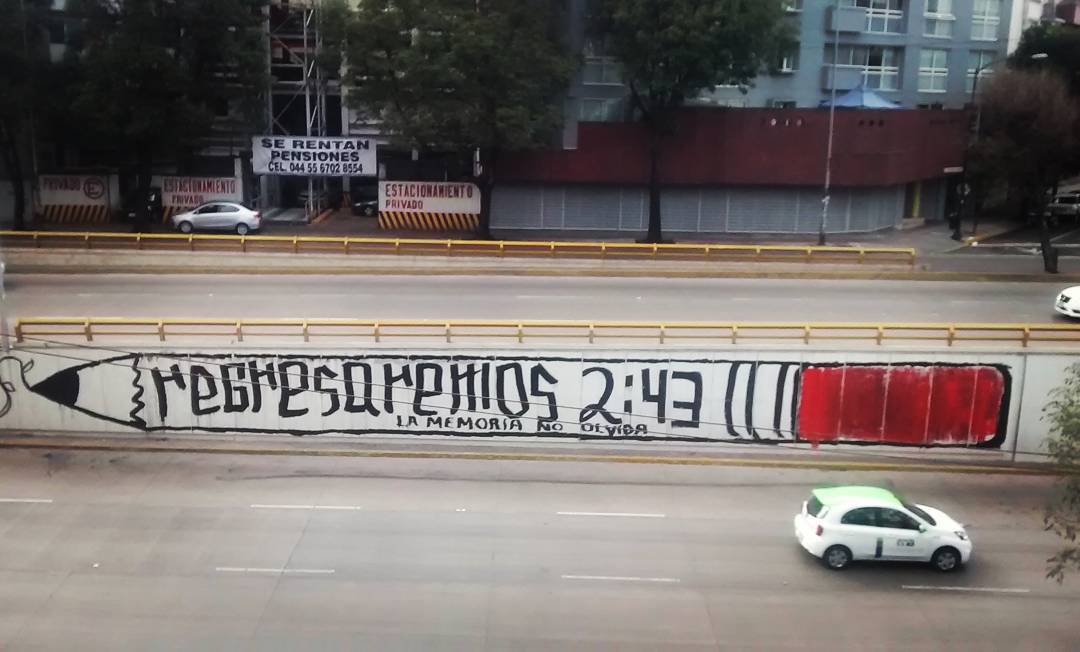 SE RENTAN
PENSIONES
CEL. 044 55 6702 8554
PRIVADO E
ESTACIONAMIENTO
PRIVADO
ESTACIONAMIENTO
PRIVADO
regresaremos 2:43
LA MEMORIA NO OLVIDA